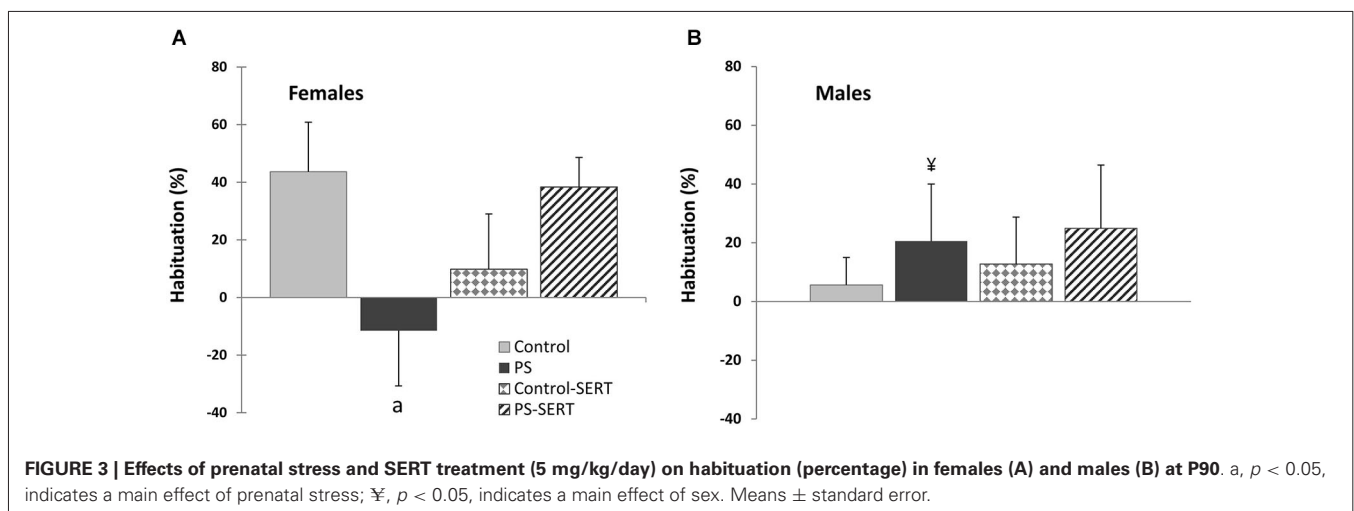 A
80
60
40
20
0
-20
-40
Habituation (%)
Females
a
Control
PS
Control-SERT
PS-SERT
B
80
60
40
20
0
-20
-40
Habituation (%)
Males
¥
FIGURE 3 | Effects of prenatal stress and SERT treatment (5 mg/kg/day) on habituation (percentage) in females (A) and males (B) at P90. a, p < 0.05,
indicates a main effect of prenatal stress; ¥, p < 0.05, indicates a main effect of sex. Means ± standard error.